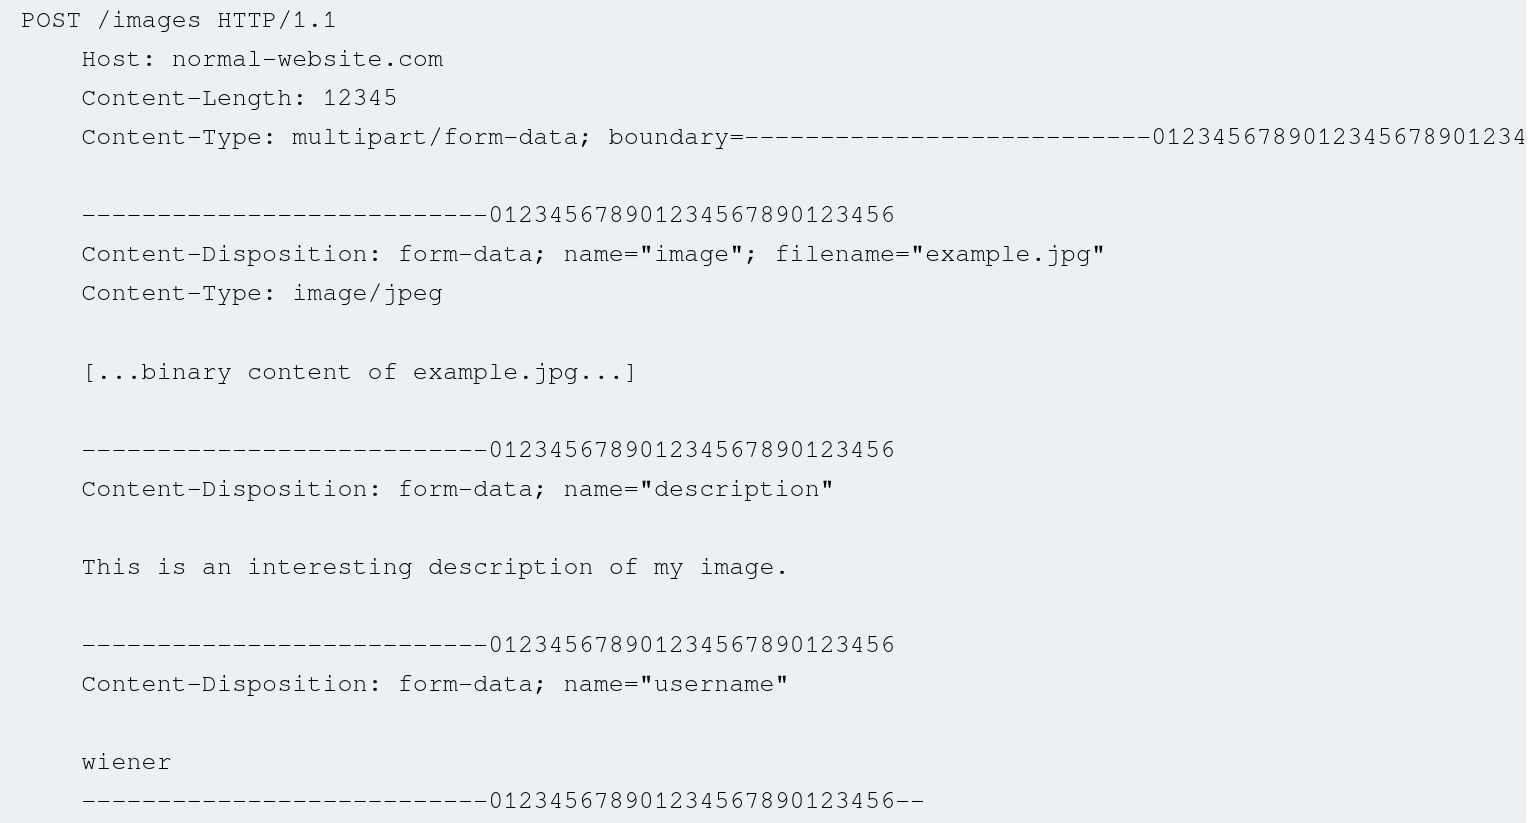 POST /images HTTP/1.1
Host: normal-website.com
Content-Length: 12345
Content-Type: multipart/form-data; boundary=---------------------------0123456789012345678901234
---------------------------012345678901234567890123456
Content-Disposition: form-data; name="image"; filename="example.jpg"
Content-Type: image/jpeg
[...binary content of example.jpg...]
---------------------------012345678901234567890123456
Content-Disposition: form-data; name="description"
This is an interesting description of my image.
---------------------------012345678901234567890123456
Content-Disposition: form-data; name="username"
wiener
---------------------------012345678901234567890123456--